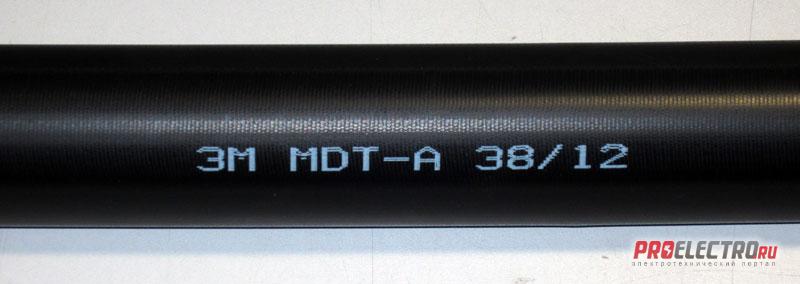 3M MDT-A 38/12
PROELECTRO.RU
электротехнический портал